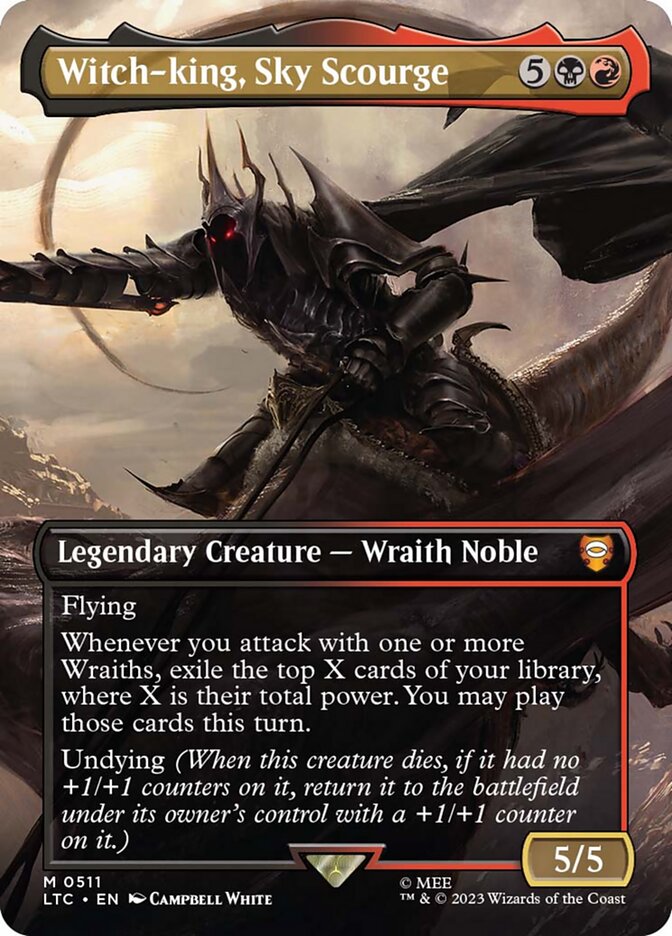 Witch-king, Sky Scourge 5
Legendary Creature — Wraith Noble
Flying
Whenever you attack with one or more
Wraiths, exile the top X cards of your library,
where X is their total power. You may play
those cards this turn.
Undying (When this creature dies, if it had no
+1/+1 counters on it, return it to the battlefield
under its owner's control with a +1/+1 counter
on it.)
5/5
M 0511
LTC • EN CAMPBELL WHITE
© MEE
™ & © 2023 Wizards of the Coast